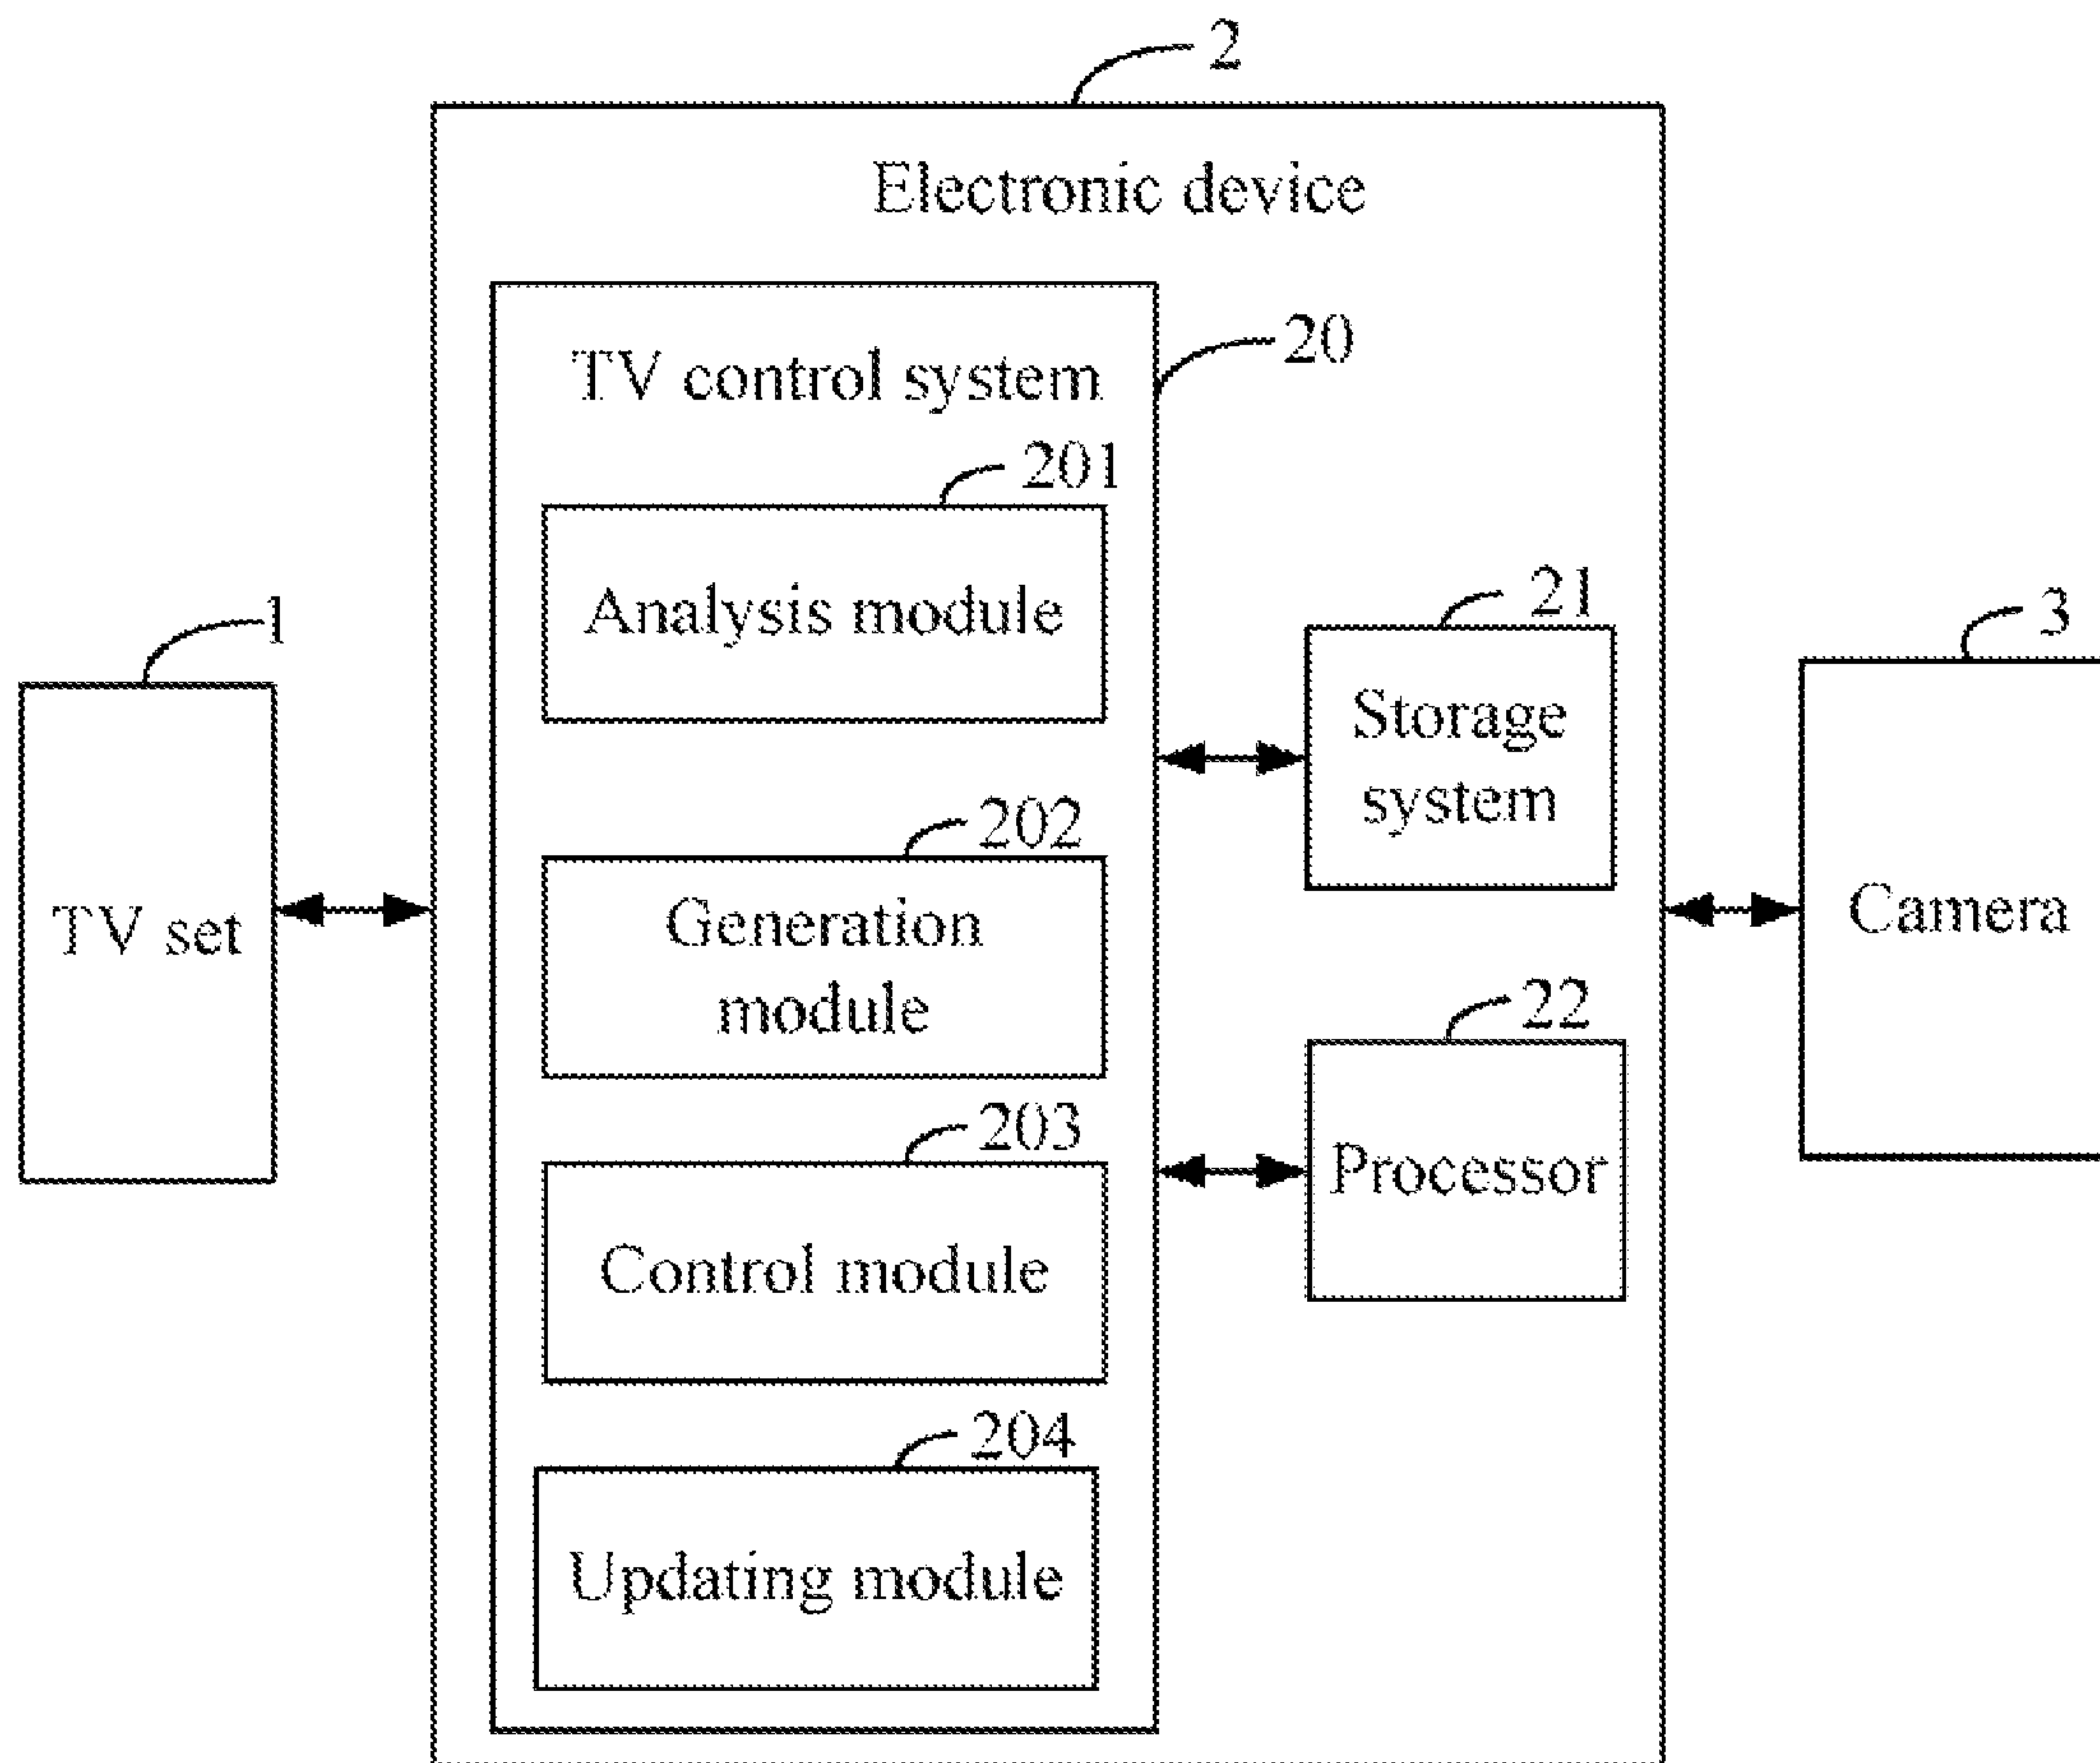 2
Electronic device
20
TV control system
201
Analysis module
21
Storage
system
1
TV set
3
Camera
202
Generation
module
22
Processor
203
Control module
204
Updating module